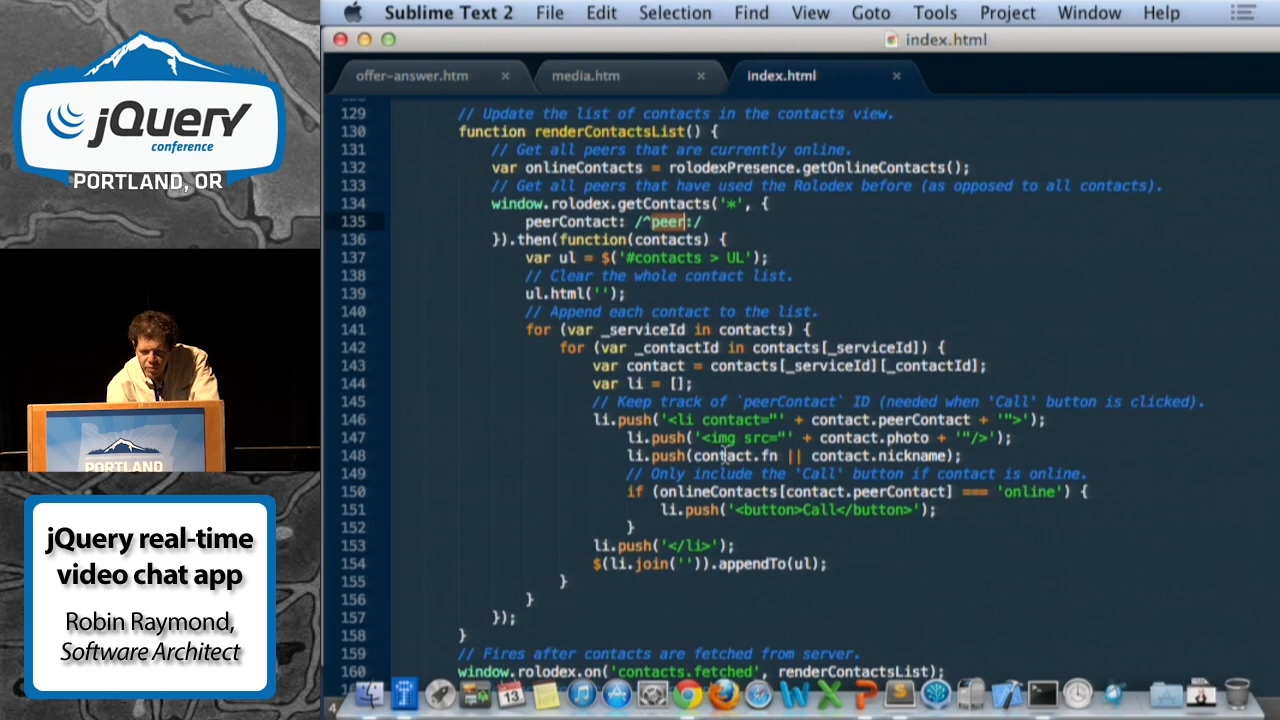 jQuery
conference
PORTLAND, OR
PORTLAND
jQuery real-time
video chat app
Robin Raymond,
Software Architect
Sublime Text 2 File Edit Selection Find View Goto Tools Project Window Help
index.html
offer-answer.htm × media.htm × index.html ×
129 // Update the list of contacts in the contacts view.
130 function renderContactsList() {
131 // Get all peers that are currently online.
132 var onlineContacts = rolodexPresence.getOnlineContacts();
133 // Get all peers that have used the Rolodex before (as opposed to all contacts).
134 window.rolodex.getContacts('*', {
135 peerContact: /^peer:/
136 }).then(function(contacts) {
137 var ul = $('#contacts > UL');
138 // Clear the whole contact list.
139 ul.html('');
140 // Append each contact to the list.
141 for (var _serviceId in contacts) {
142 for (var _contactId in contacts[_serviceId]) {
143 var contact = contacts[_serviceId][_contactId];
144 var li = [];
145 // Keep track of `peerContact` ID (needed when 'Call' button is clicked).
146 li.push('<li contact="' + contact.peerContact + '">');
147 li.push('<img src="' + contact.photo + '"/>');
148 li.push(contact.fn || contact.nickname);
149 // Only include the 'Call' button if contact is online.
150 if (onlineContacts[contact.peerContact] === 'online') {
151 li.push('<button>Call</button>');
152 }
153 li.push('</li>');
154 $(li.join('')).appendTo(ul);
155 }
156 }
157 });
158 }
159 // Fires after contacts are fetched from server.
160 window.rolodex.on('contacts.fetched', renderContactsList);
13
4